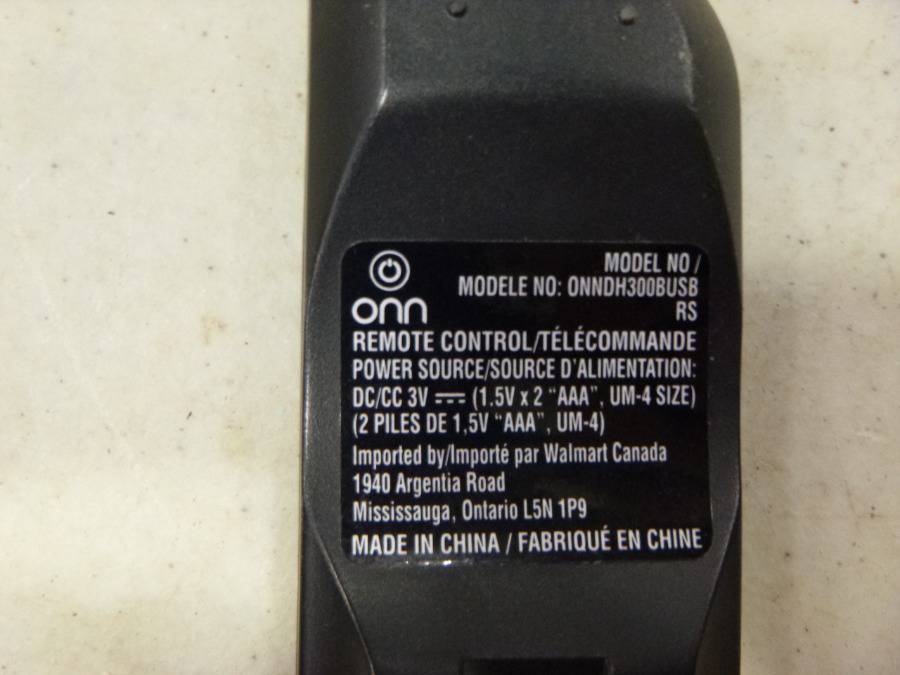 MODEL NO /
MODELE NO: ONNDH300BUSB
RS
onn
REMOTE CONTROL/TÉLÉCOMMANDE
POWER SOURCE/SOURCE D'ALIMENTATION:
DC/CC 3V ⎓ (1.5V x 2 “AAA”, UM-4 SIZE)
(2 PILES DE 1,5V “AAA”, UM-4)
Imported by/Importé par Walmart Canada
1940 Argentia Road
Mississauga, Ontario L5N 1P9
MADE IN CHINA / FABRIQUÉ EN CHINE